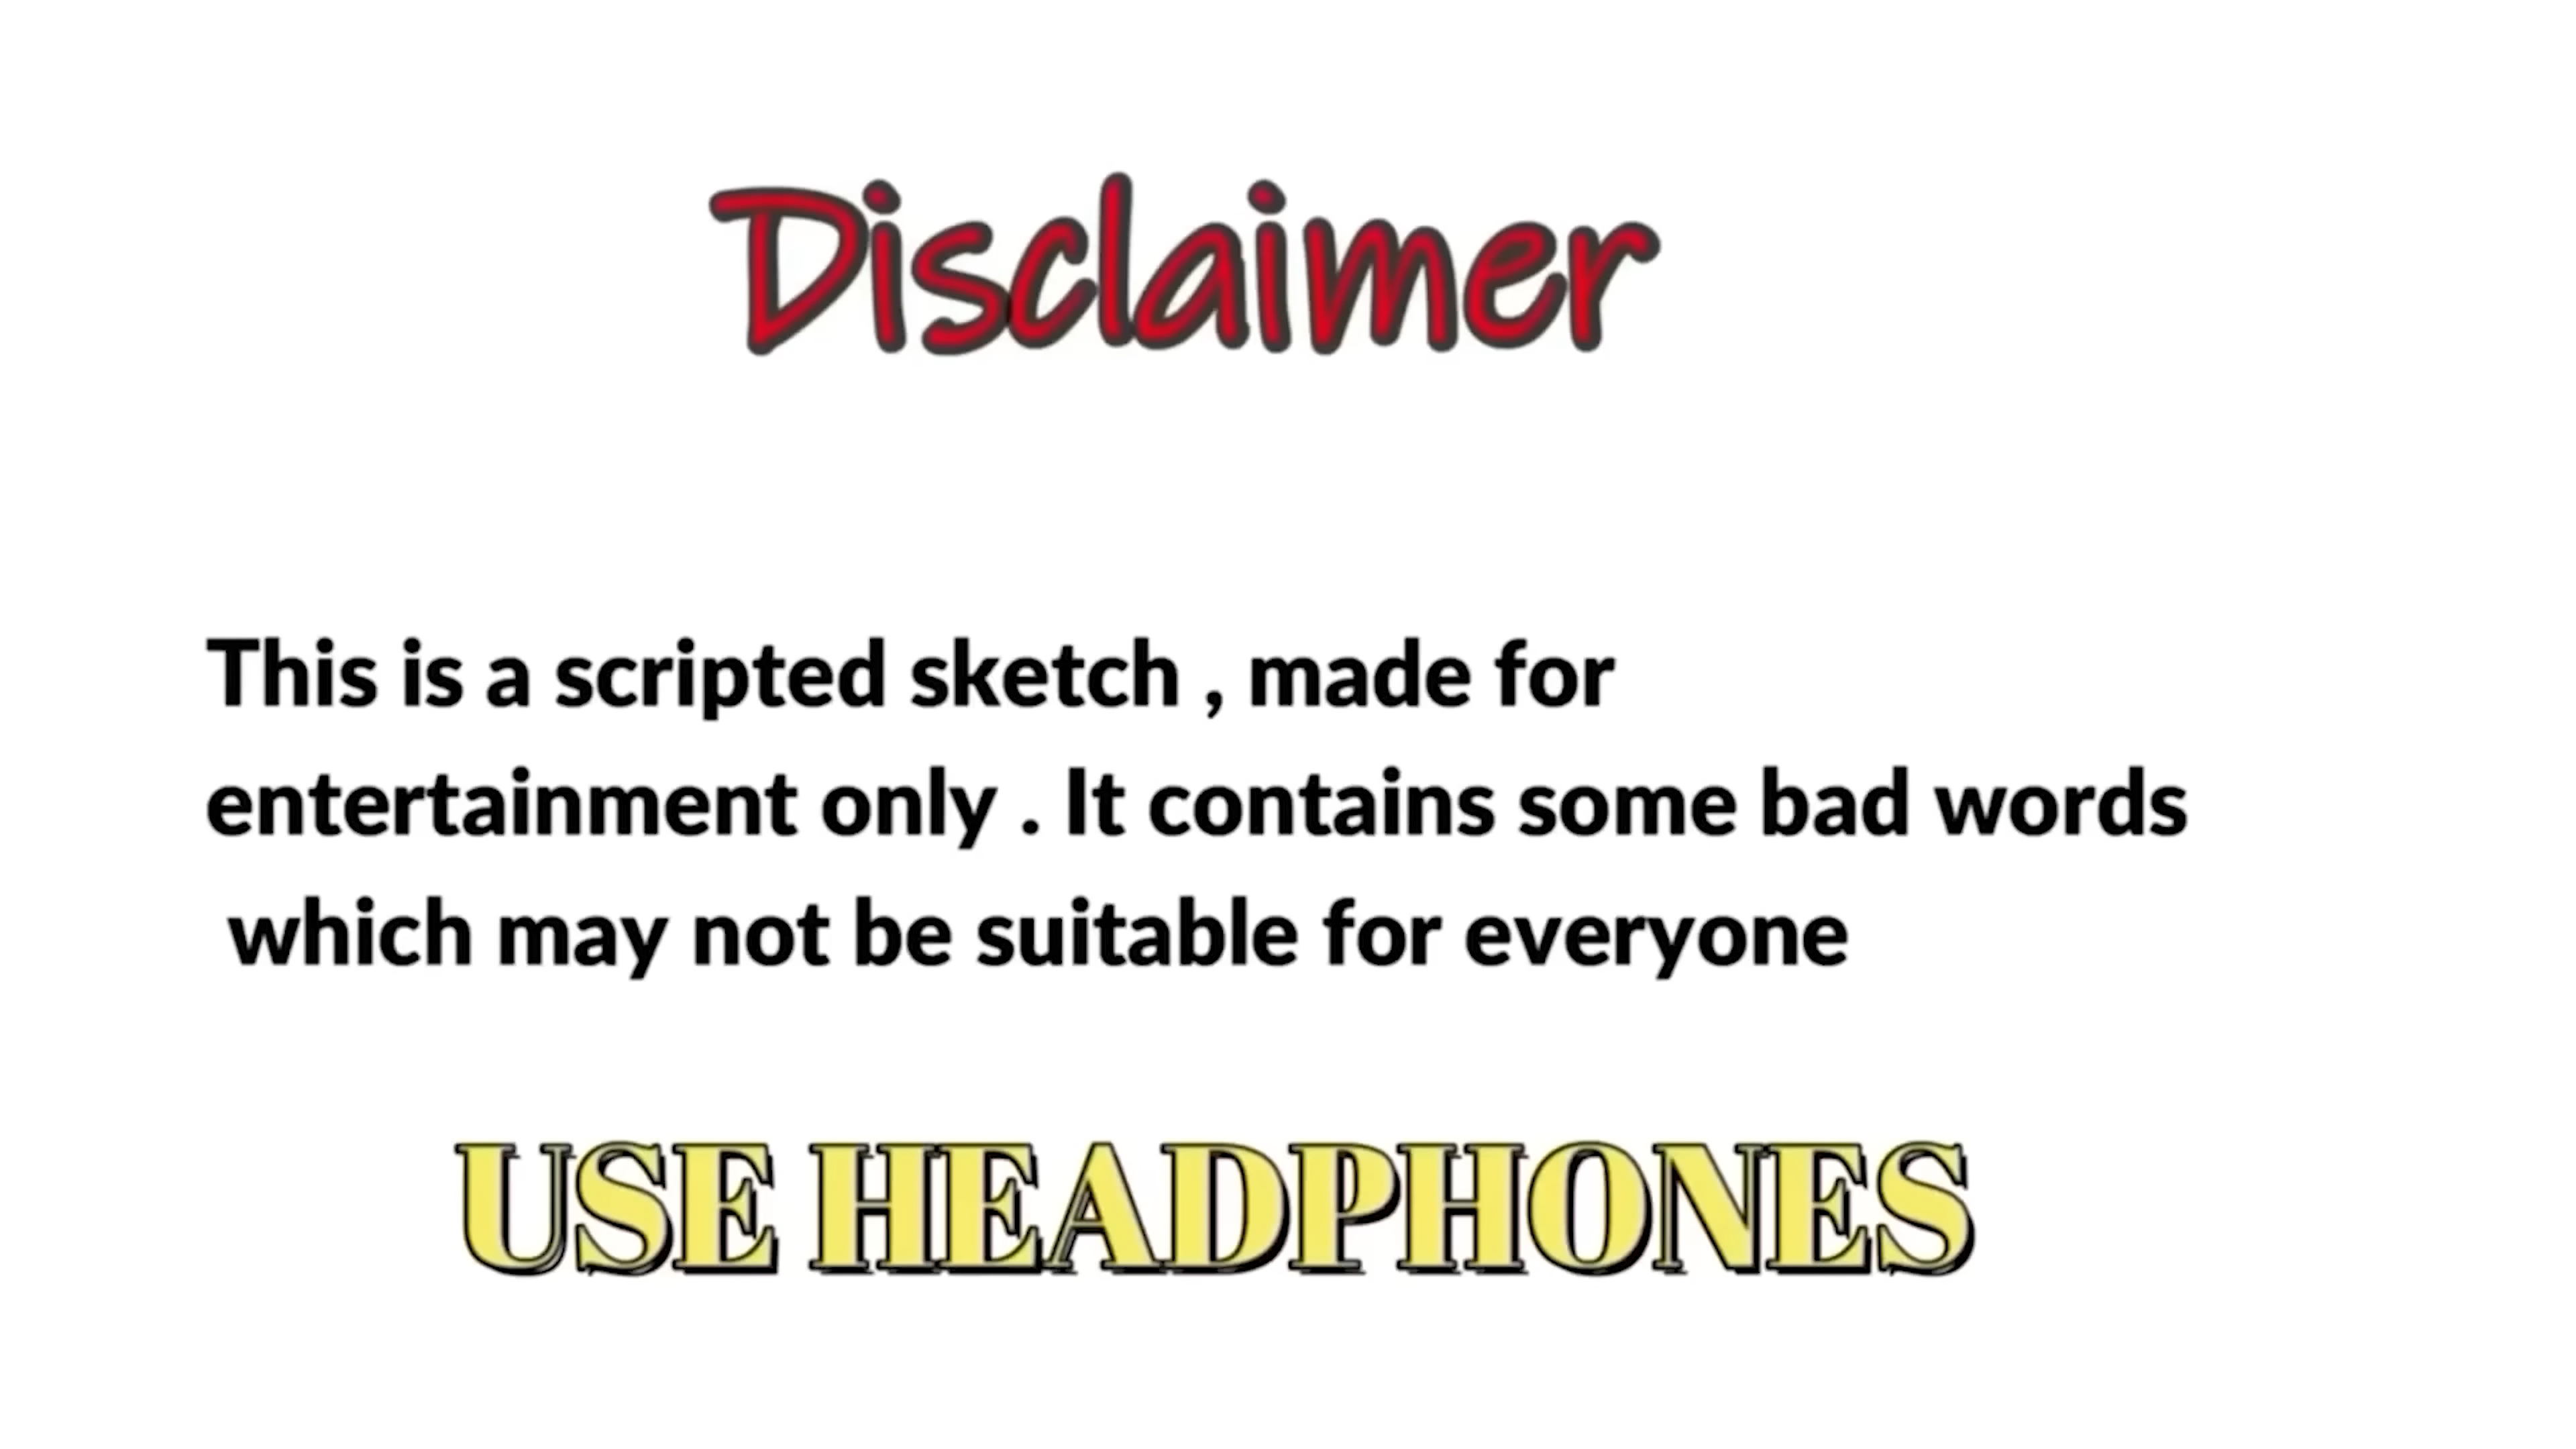 Disclaimer
This is a scripted sketch , made for
entertainment only . It contains some bad words
which may not be suitable for everyone
USE HEADPHONES